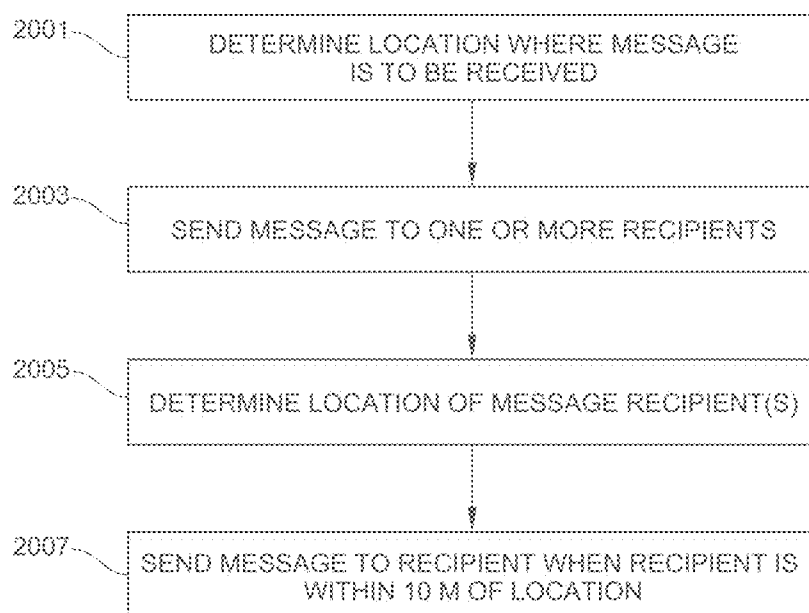 2001
DETERMINE LOCATION WHERE MESSAGE
IS TO BE RECEIVED
2003
SEND MESSAGE TO ONE OR MORE RECIPIENTS
2005
DETERMINE LOCATION OF MESSAGE RECIPIENT(S)
2007
SEND MESSAGE TO RECIPIENT WHEN RECIPIENT IS
WITHIN 10 M OF LOCATION